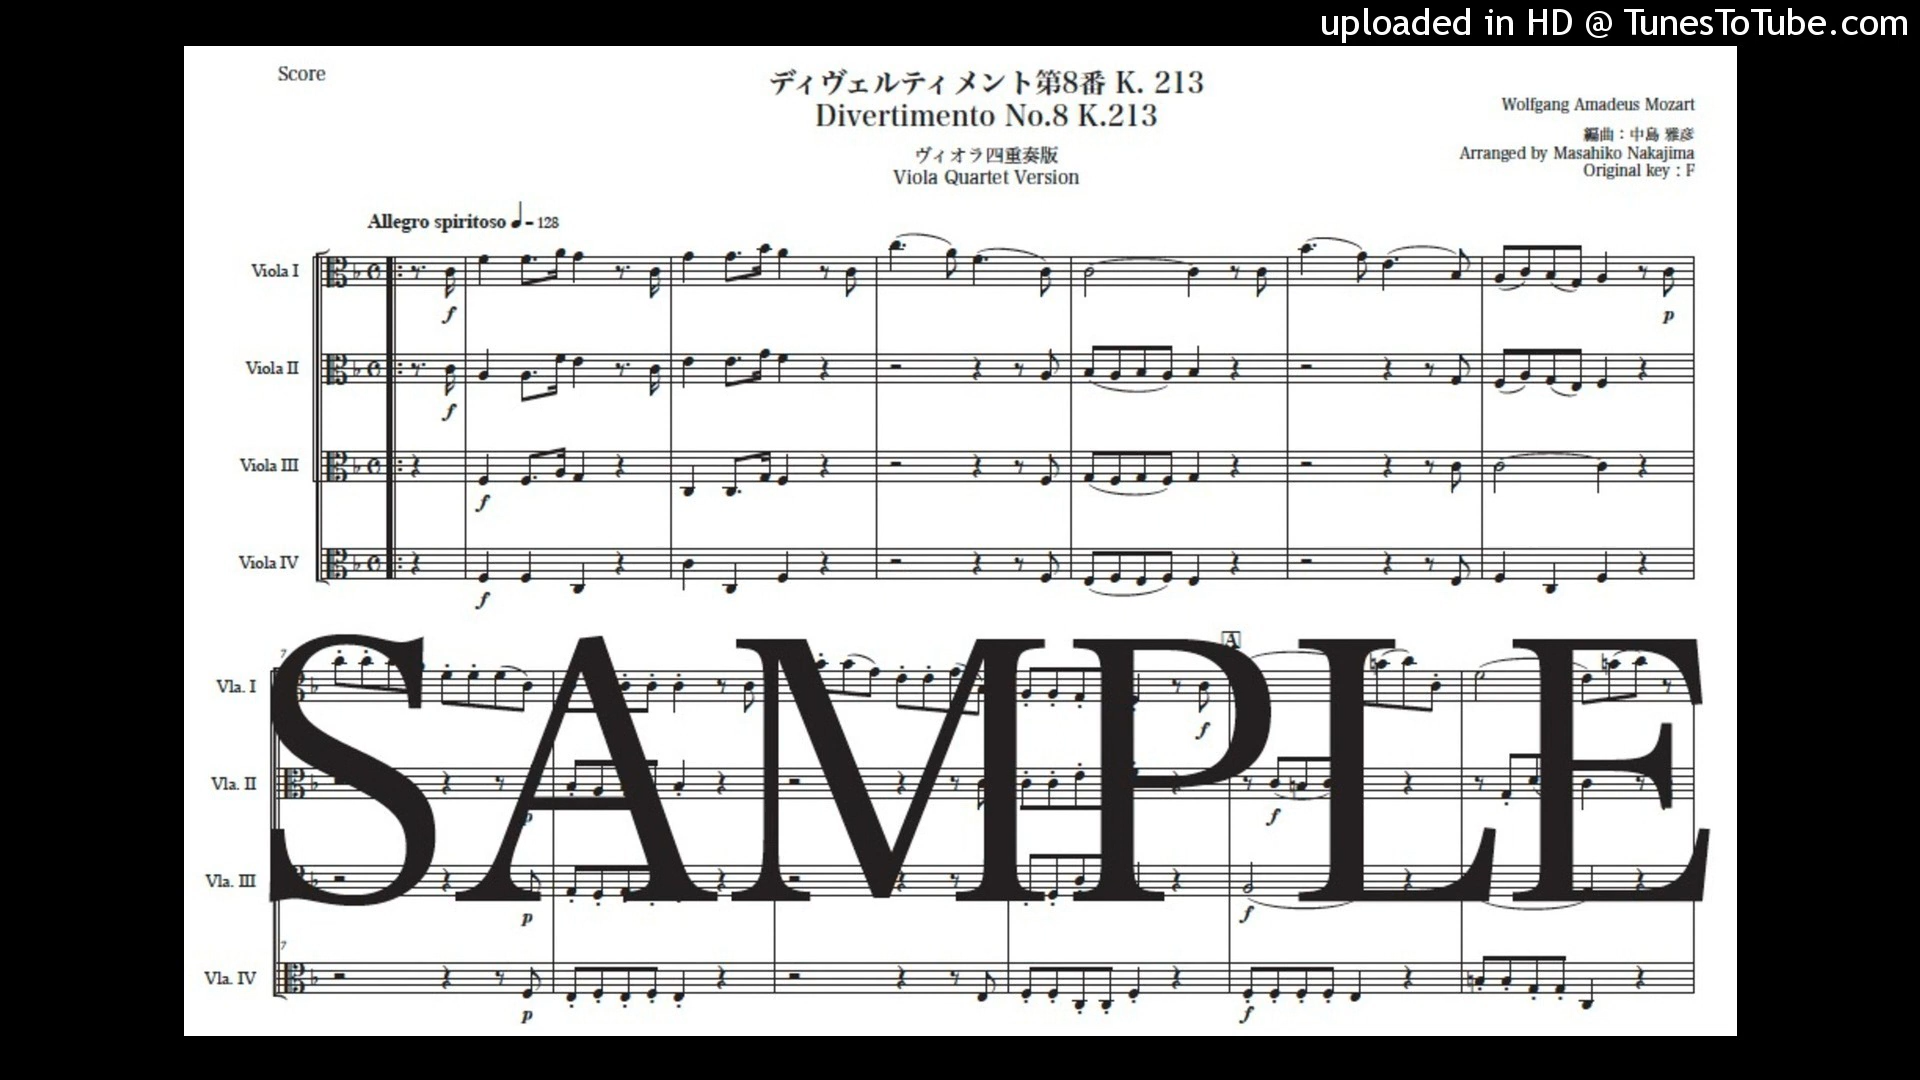 uploaded in HD @ TunesToTube.com
Score
ディヴェルティメント第8番 K. 213
Divertimento No.8 K.213
Wolfgang Amadeus Mozart
編曲：中島 雅彦
Arranged by Masahiko Nakajima
Original key : F
ヴィオラ四重奏版
Viola Quartet Version
Allegro spiritoso ♩=128
Viola I
f
p
Viola II
f
Viola III
f
Viola IV
f
SAMPLE
7
A
Vla. I
f
Vla. II
p
f
Vla. III
p
f
7
Vla. IV
p
f